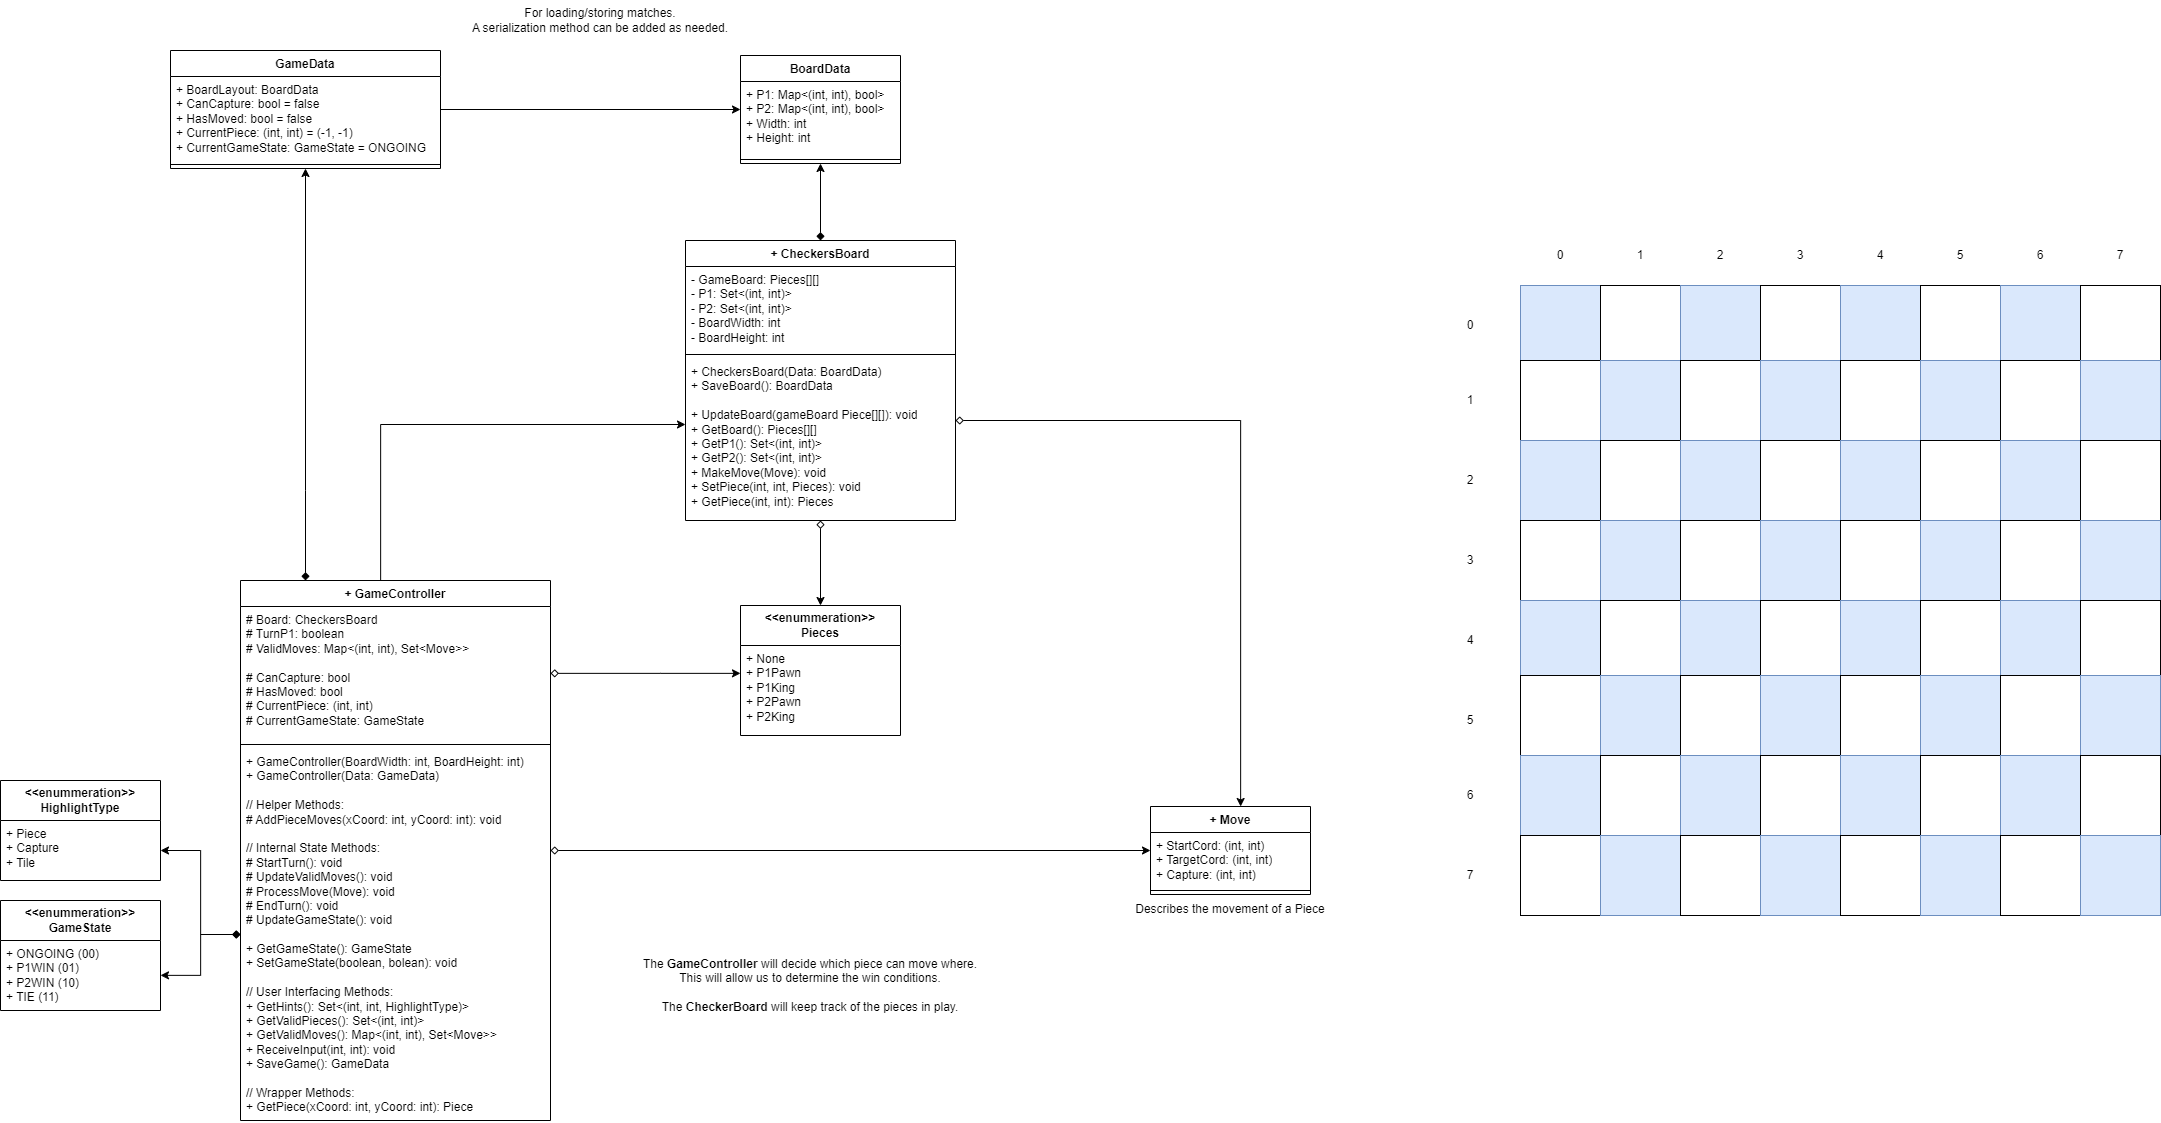 For loading/storing matches.
A serialization method can be added as needed.
GameData
+ BoardLayout: BoardData
+ CanCapture: bool = false
+ HasMoved: bool = false
+ CurrentPiece: (int, int) = (-1, -1)
+ CurrentGameState: GameState = ONGOING
BoardData
+ P1: Map<(int, int), bool>
+ P2: Map<(int, int), bool>
+ Width: int
+ Height: int
+ CheckersBoard
- GameBoard: Pieces[][]
- P1: Set<(int, int)>
- P2: Set<(int, int)>
- BoardWidth: int
- BoardHeight: int
+ CheckersBoard(Data: BoardData)
+ SaveBoard(): BoardData
+ UpdateBoard(gameBoard Piece[][]): void
+ GetBoard(): Pieces[][]
+ GetP1(): Set<(int, int)>
+ GetP2(): Set<(int, int)>
+ MakeMove(Move): void
+ SetPiece(int, int, Pieces): void
+ GetPiece(int, int): Pieces
+ GameController
# Board: CheckersBoard
# TurnP1: boolean
# ValidMoves: Map<(int, int), Set<Move>>
# CanCapture: bool
# HasMoved: bool
# CurrentPiece: (int, int)
# CurrentGameState: GameState
+ GameController(BoardWidth: int, BoardHeight: int)
+ GameController(Data: GameData)
// Helper Methods:
# AddPieceMoves(xCoord: int, yCoord: int): void
// Internal State Methods:
# StartTurn(): void
# UpdateValidMoves(): void
# ProcessMove(Move): void
# EndTurn(): void
# UpdateGameState(): void
+ GetGameState(): GameState
+ SetGameState(boolean, bolean): void
// User Interfacing Methods:
+ GetHints(): Set<(int, int, HighlightType)>
+ GetValidPieces(): Set<(int, int)>
+ GetValidMoves(): Map<(int, int), Set<Move>>
+ ReceiveInput(int, int): void
+ SaveGame(): GameData
// Wrapper Methods:
+ GetPiece(xCoord: int, yCoord: int): Piece
<<enummeration>>
Pieces
+ None
+ P1Pawn
+ P1King
+ P2Pawn
+ P2King
<<enummeration>>
HighlightType
+ Piece
+ Capture
+ Tile
<<enummeration>>
GameState
+ ONGOING (00)
+ P1WIN (01)
+ P2WIN (10)
+ TIE (11)
+ Move
+ StartCord: (int, int)
+ TargetCord: (int, int)
+ Capture: (int, int)
Describes the movement of a Piece
The GameController will decide which piece can move where.
This will allow us to determine the win conditions.
The CheckerBoard will keep track of the pieces in play.
0 1 2 3 4 5 6 7
0
1
2
3
4
5
6
7